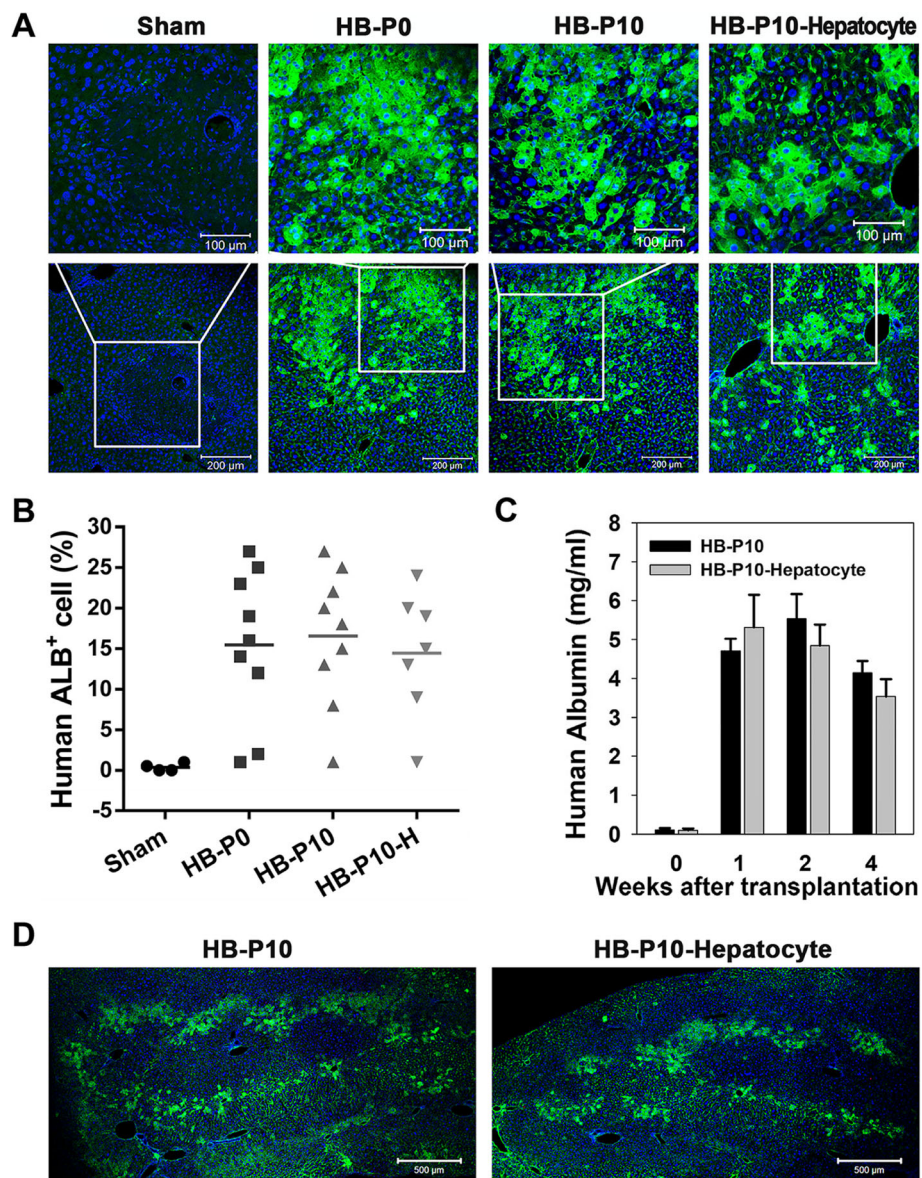 A
Sham
HB-P0
HB-P10
HB-P10-Hepatocyte
100 µm
100 µm
100 µm
100 µm
200 µm
200 µm
200 µm
200 µm
B
Human ALB+ cell (%)
30
25
20
15
10
5
0
-5
Sham
HB-P0
HB-P10
HB-P10-H
C
Human Albumin (mg/ml)
8
7
6
5
4
3
2
1
0
HB-P10
HB-P10-Hepatocyte
0 1 2 4
Weeks after transplantation
D
HB-P10
HB-P10-Hepatocyte
500 µm
500 µm